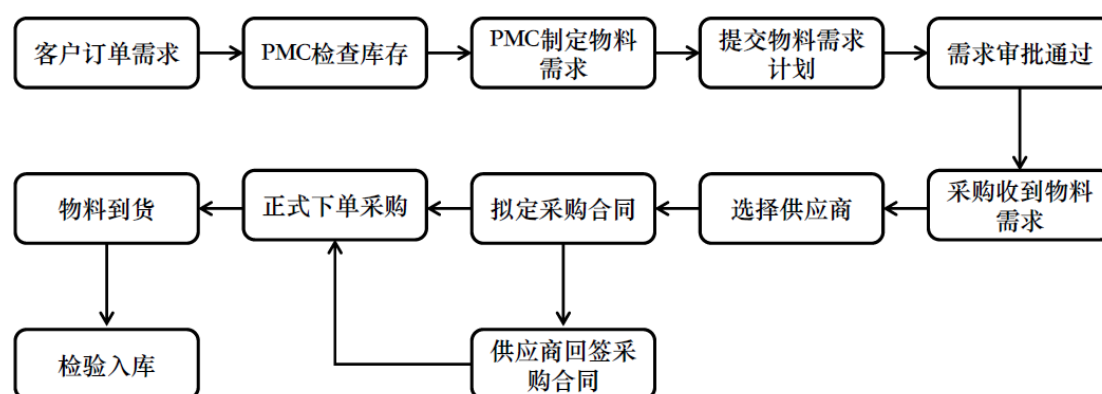 客户订单需求
PMC检查库存
PMC制定物料
需求
提交物料需求
计划
需求审批通过
物料到货
正式下单采购
拟定采购合同
选择供应商
采购收到物料
需求
检验入库
供应商回签采
购合同